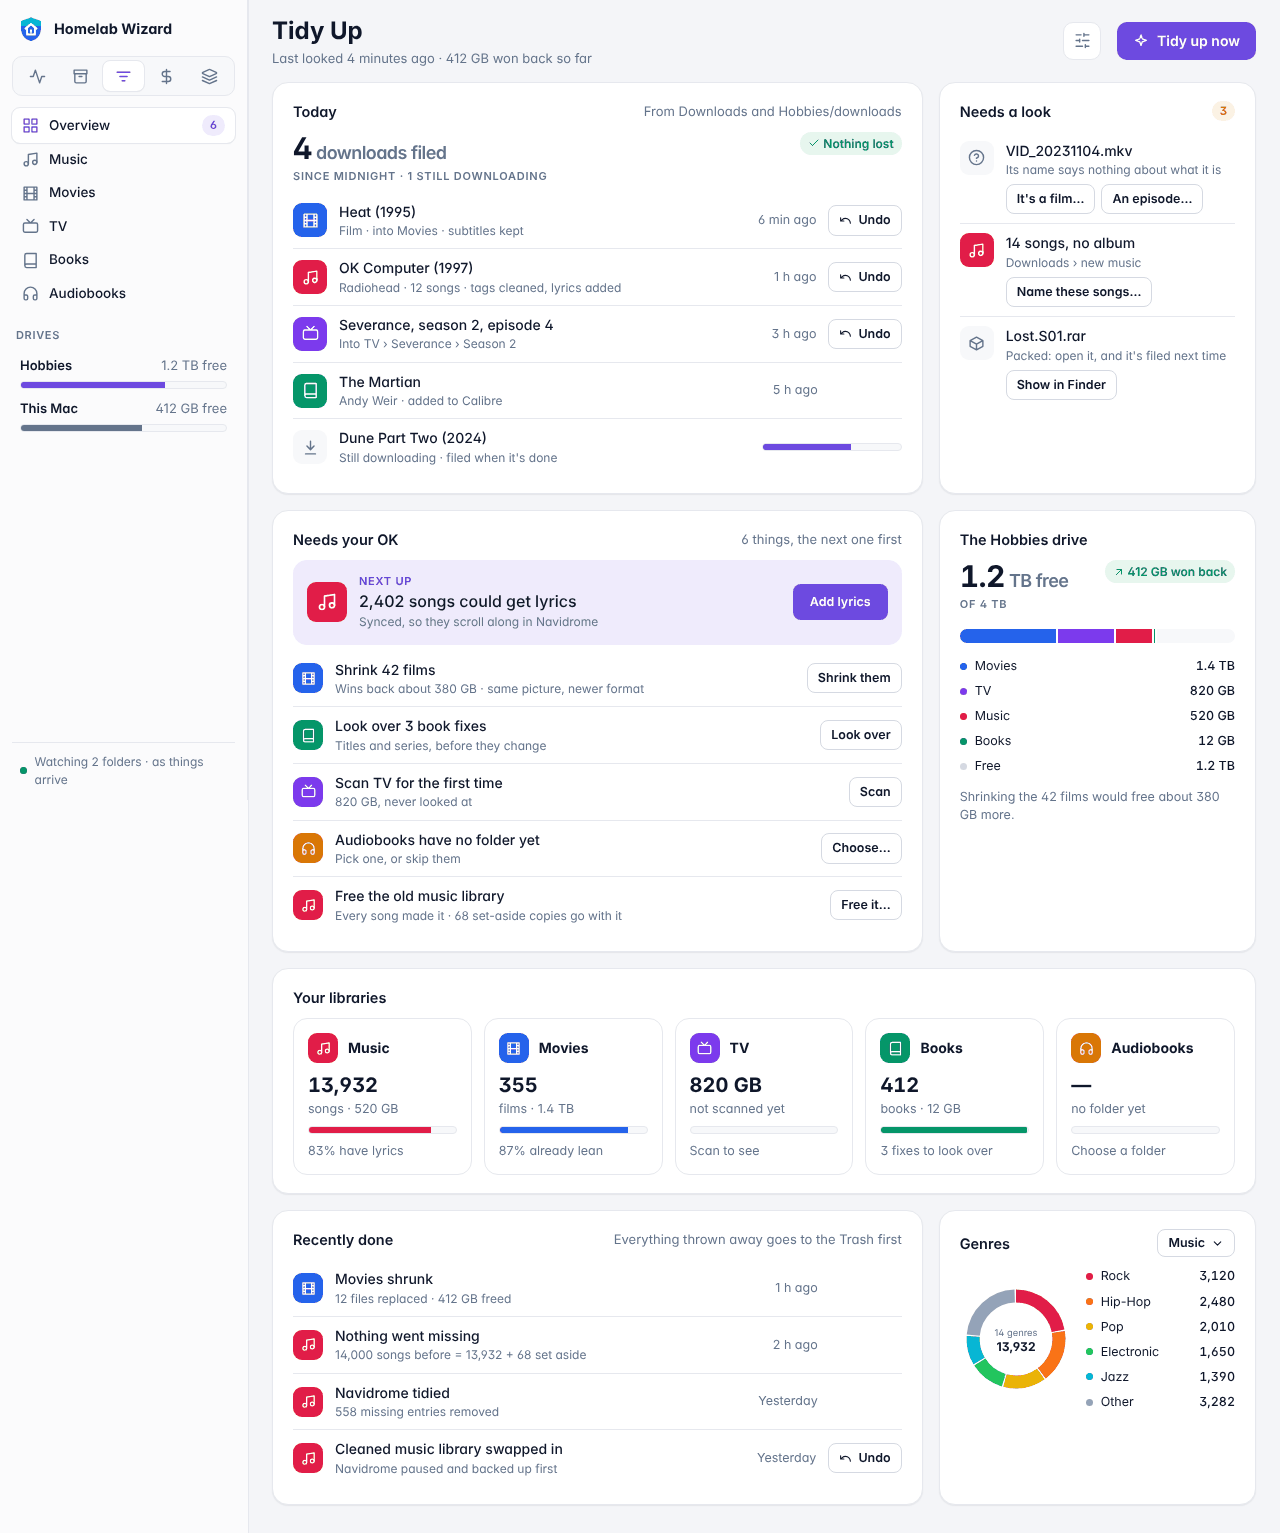 Homelab Wizard
Overview
6
Music
Movies
TV
Books
Audiobooks
DRIVES
Hobbies
1.2 TB free
This Mac
412 GB free
Watching 2 folders · as things
arrive
Tidy Up
Last looked 4 minutes ago · 412 GB won back so far
Tidy up now
Today
From Downloads and Hobbies/downloads
4 downloads filed
Nothing lost
SINCE MIDNIGHT · 1 STILL DOWNLOADING
Heat (1995)
Film · into Movies · subtitles kept
6 min ago
Undo
OK Computer (1997)
Radiohead · 12 songs · tags cleaned, lyrics added
1 h ago
Undo
Severance, season 2, episode 4
Into TV › Severance › Season 2
3 h ago
Undo
The Martian
Andy Weir · added to Calibre
5 h ago
Dune Part Two (2024)
Still downloading · filed when it's done
Needs a look
3
VID_20231104.mkv
Its name says nothing about what it is
It's a film...
An episode...
14 songs, no album
Downloads › new music
Name these songs...
Lost.S01.rar
Packed: open it, and it's filed next time
Show in Finder
Needs your OK
6 things, the next one first
NEXT UP
2,402 songs could get lyrics
Synced, so they scroll along in Navidrome
Add lyrics
Shrink 42 films
Wins back about 380 GB · same picture, newer format
Shrink them
Look over 3 book fixes
Titles and series, before they change
Look over
Scan TV for the first time
820 GB, never looked at
Scan
Audiobooks have no folder yet
Pick one, or skip them
Choose...
Free the old music library
Every song made it · 68 set-aside copies go with it
Free it...
The Hobbies drive
1.2 TB free
412 GB won back
OF 4 TB
Movies
1.4 TB
TV
820 GB
Music
520 GB
Books
12 GB
Free
1.2 TB
Shrinking the 42 films would free about 380
GB more.
Your libraries
Music
13,932
songs · 520 GB
83% have lyrics
Movies
355
films · 1.4 TB
87% already lean
TV
820 GB
not scanned yet
Scan to see
Books
412
books · 12 GB
3 fixes to look over
Audiobooks
—
no folder yet
Choose a folder
Recently done
Everything thrown away goes to the Trash first
Movies shrunk
12 files replaced · 412 GB freed
1 h ago
Nothing went missing
14,000 songs before = 13,932 + 68 set aside
2 h ago
Navidrome tidied
558 missing entries removed
Yesterday
Cleaned music library swapped in
Navidrome paused and backed up first
Yesterday
Undo
Genres
Music
14 genres
13,932
Rock
3,120
Hip-Hop
2,480
Pop
2,010
Electronic
1,650
Jazz
1,390
Other
3,282